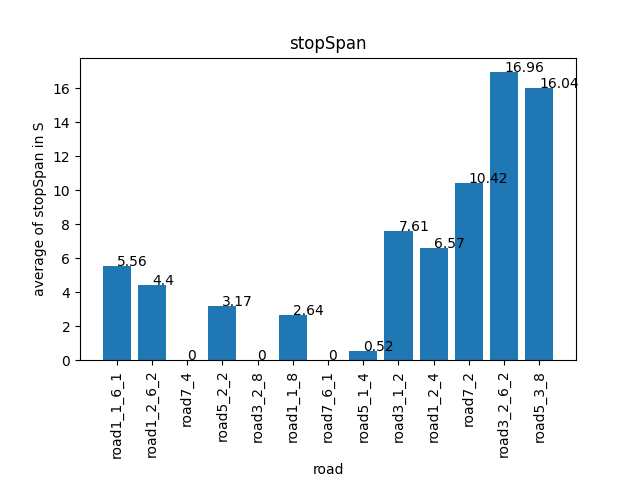 stopSpan
average of stopSpan in S
16
14
12
10
8
6
4
2
0
5.56
4.4
0
3.17
0
2.64
0
0.52
7.61
6.57
10.42
16.96
16.04
road1_1_6_1
road1_2_6_2
road7_4
road5_2_2
road3_2_8
road1_1_8
road7_6_1
road5_1_4
road3_1_2
road1_2_4
road7_2
road3_2_6_2
road5_3_8
road